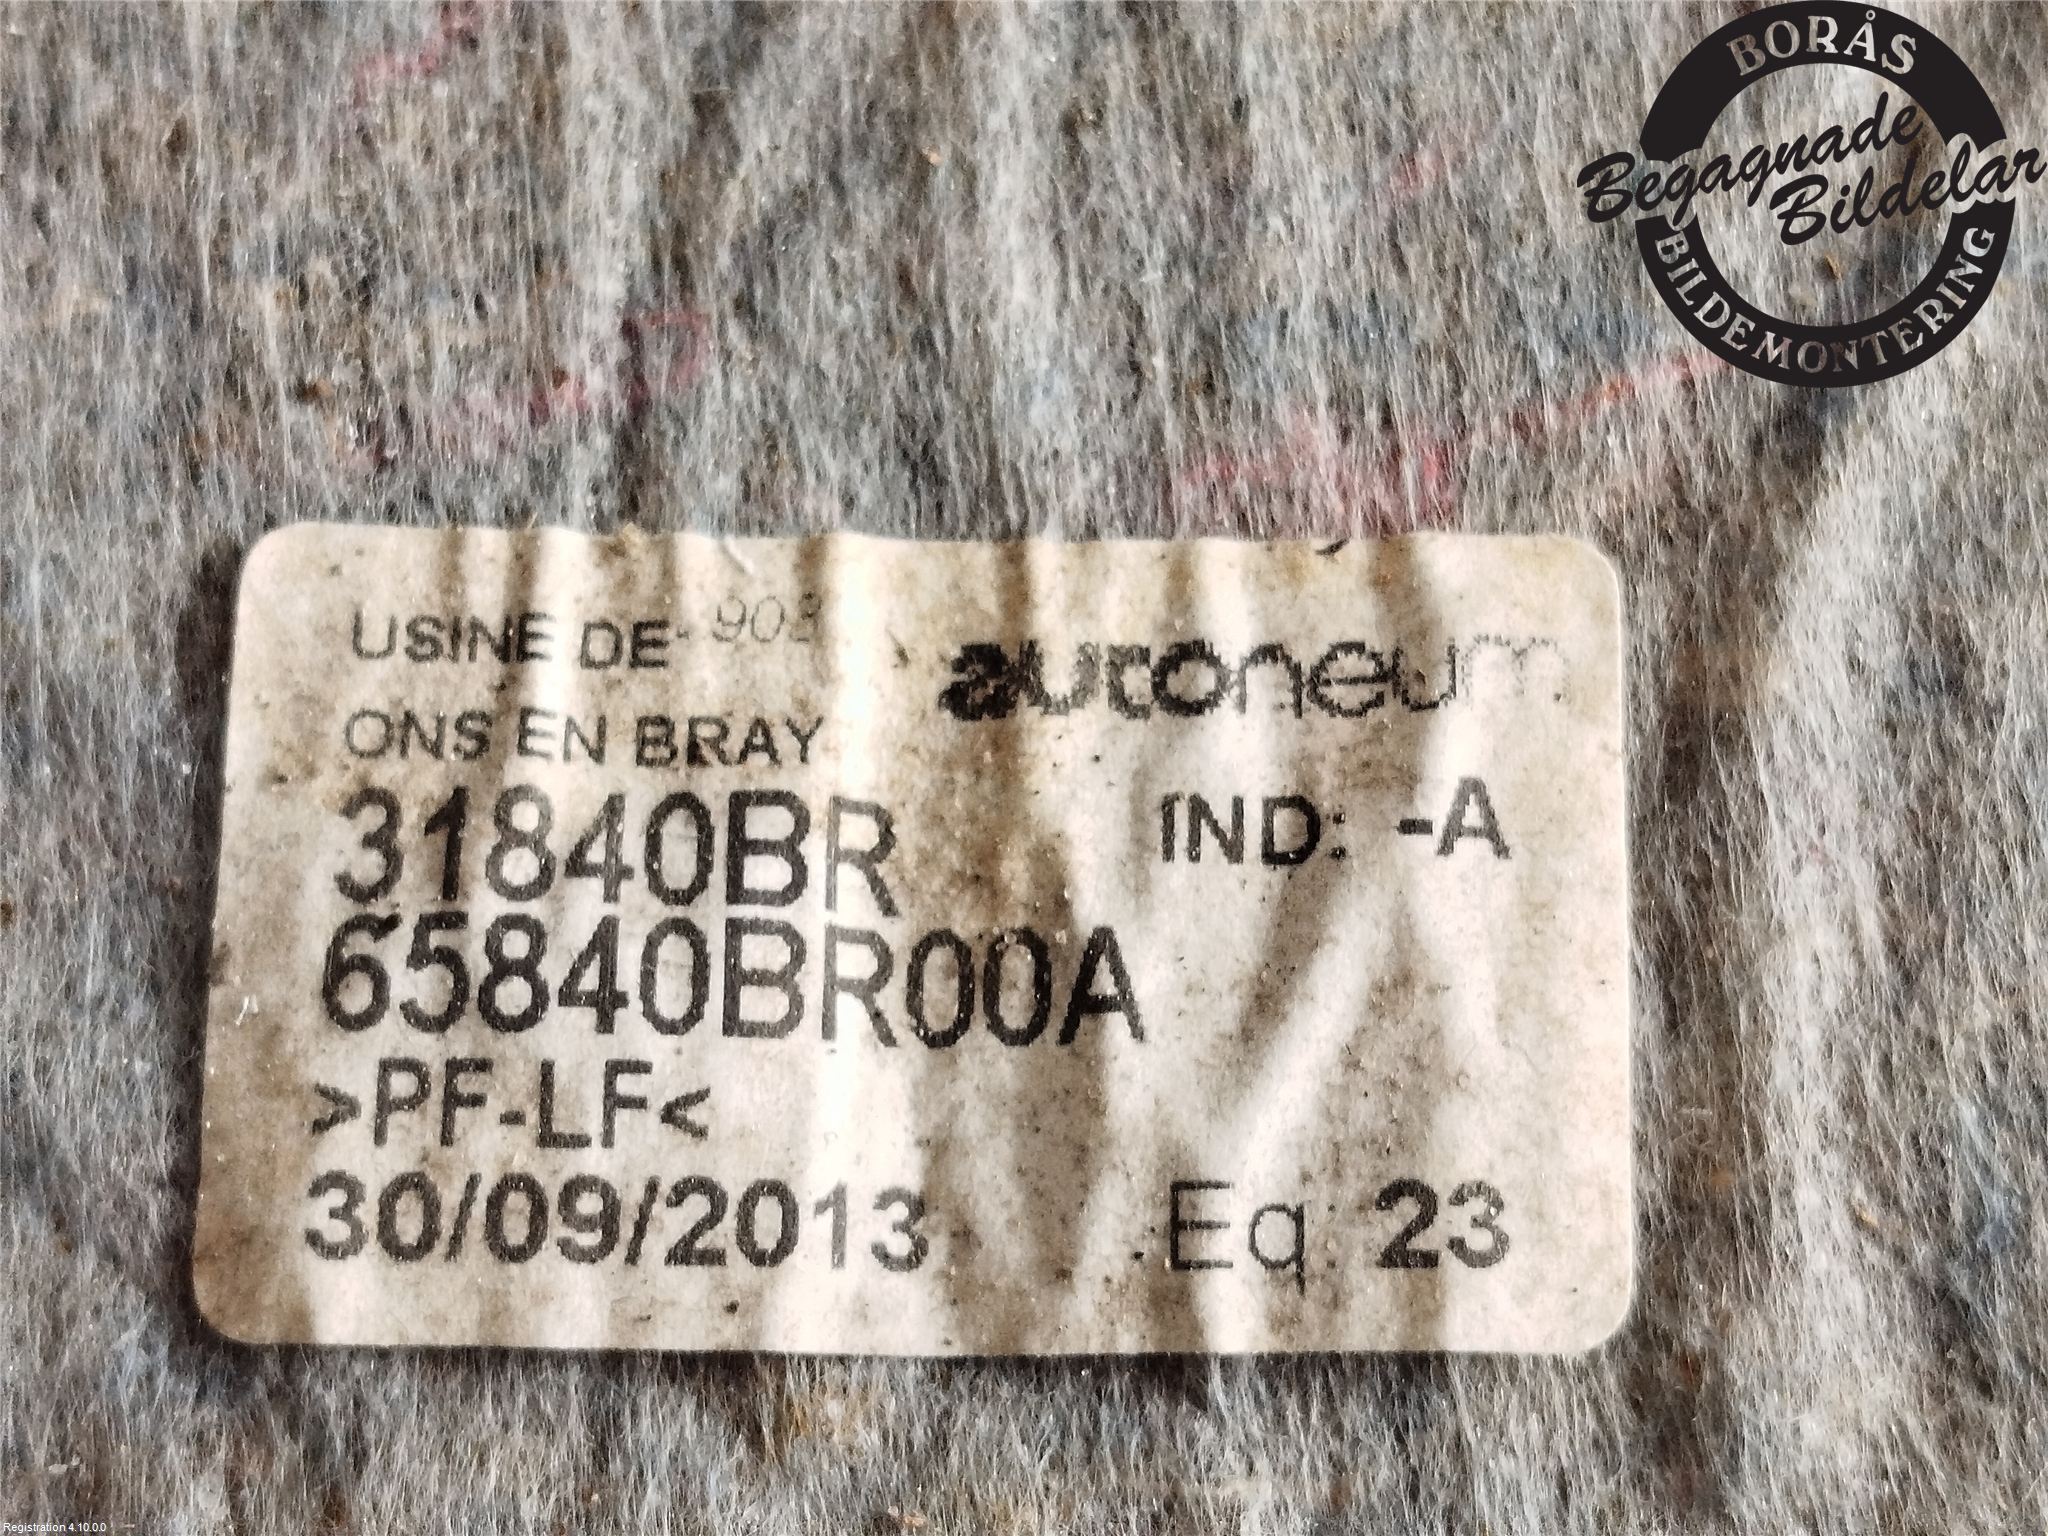 BORÅS
Begagnade
Bildelar
BILDEMONTERING
USINE DE
autoneum
ONS EN BRAY
31840BR IND: -A
65840BR00A
>PF-LF<
30/09/2013 Eq: 23
Registration 4.10.0.0